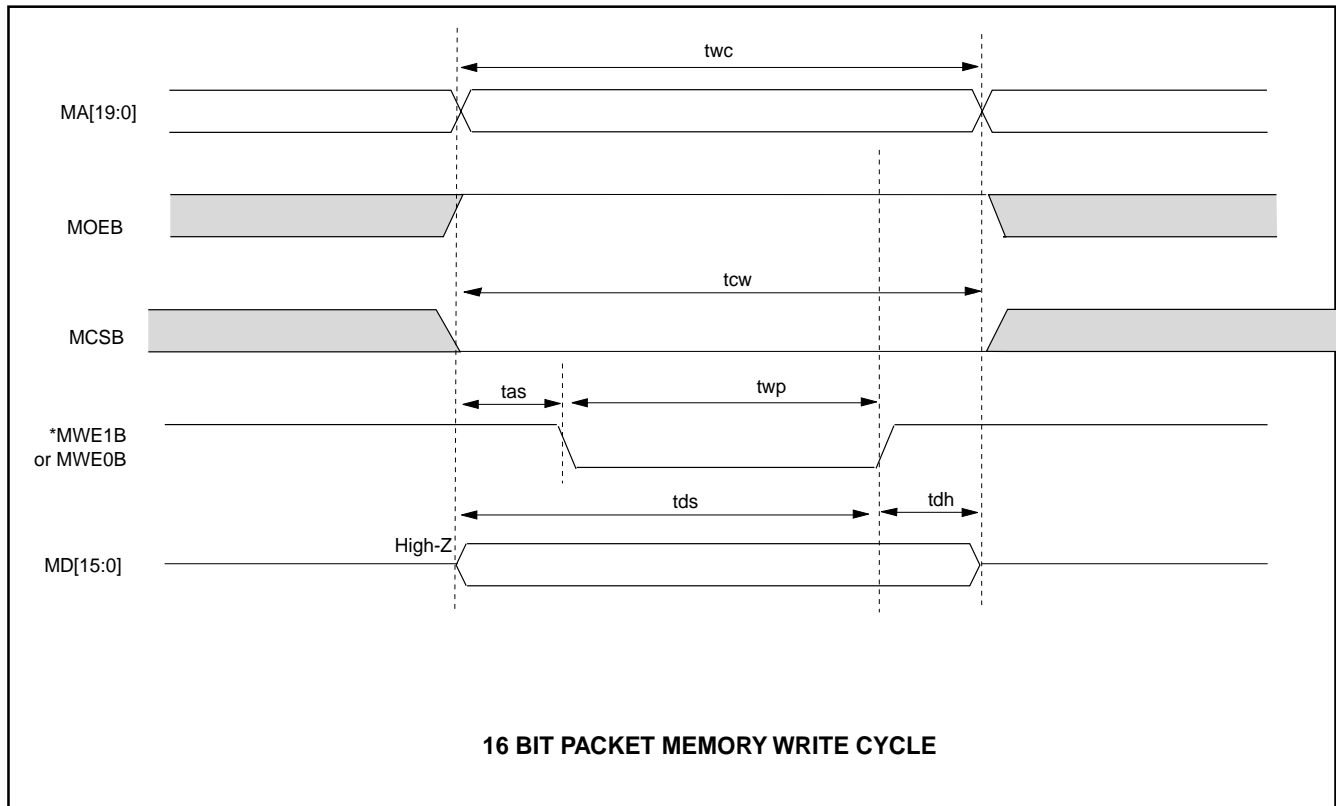 twc
MA[19:0]
MOEB
tcw
MCSB
tas
twp
*MWE1B
or MWE0B
tds
tdh
High-Z
MD[15:0]
16 BIT PACKET MEMORY WRITE CYCLE